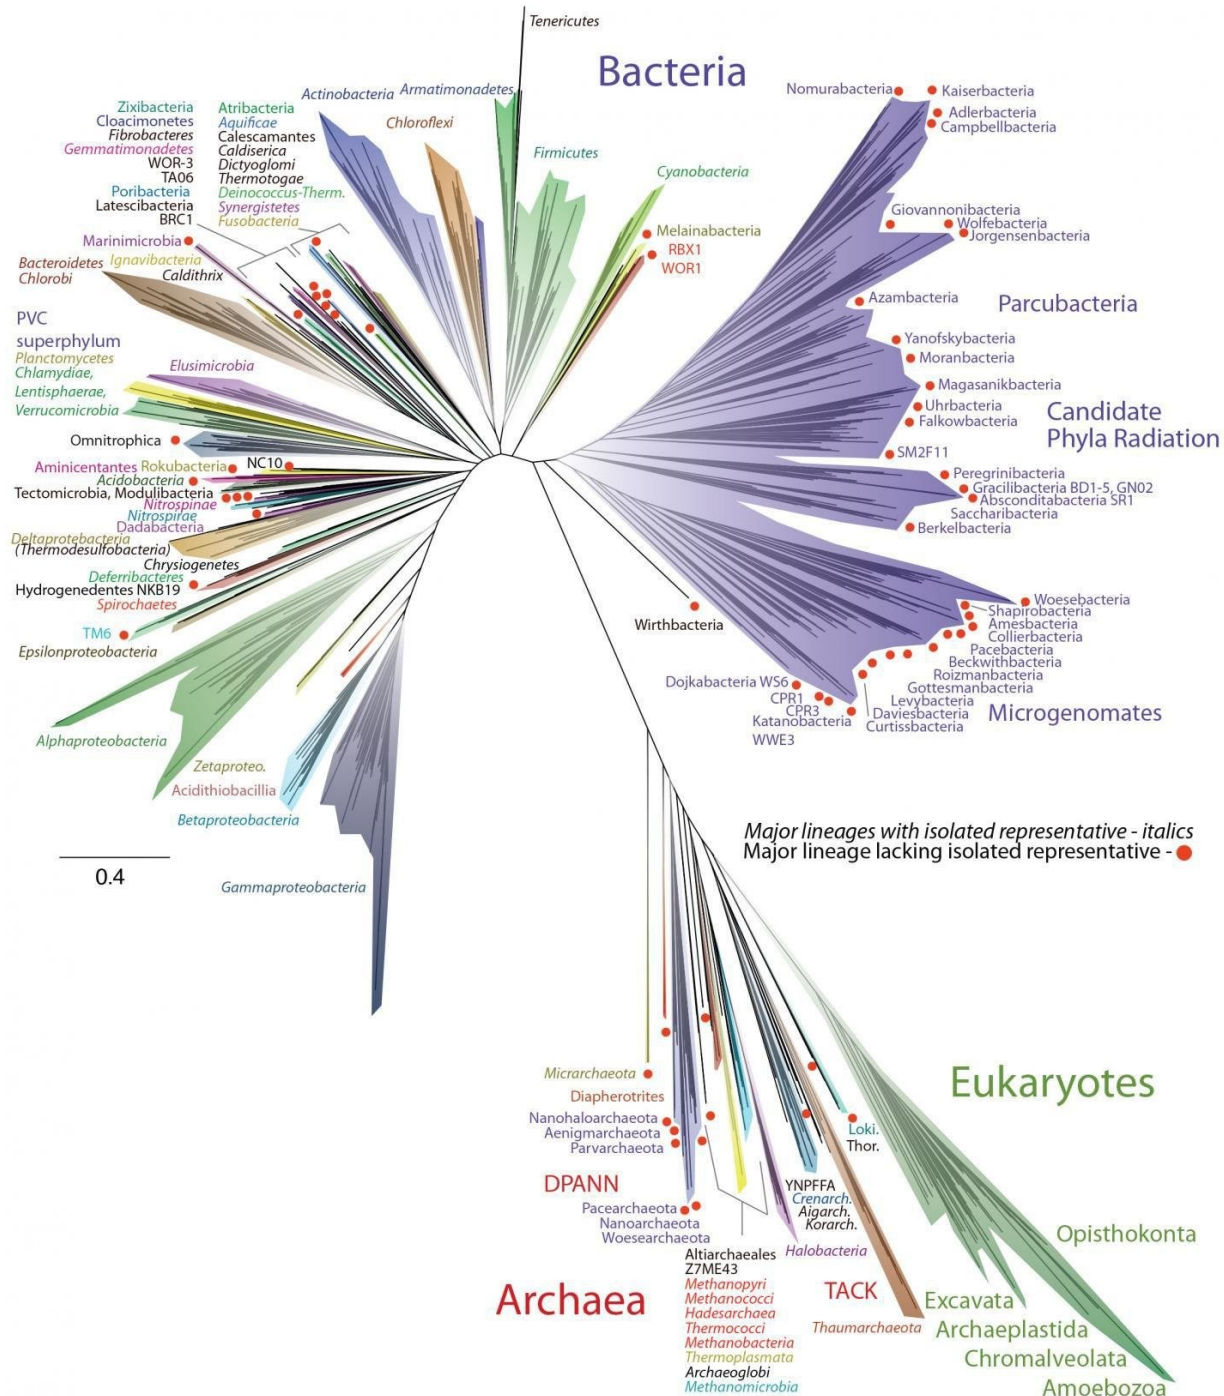 Tenericutes
Bacteria
Nomurabacteria
Kaiserbacteria
Adlerbacteria
Campbellbacteria
Actinobacteria
Armatimonadetes
Chloroflexi
Firmicutes
Cyanobacteria
Melainabacteria
RBX1
WOR1
Zixibacteria
Cloacimonetes
Fibrobacteres
Gemmatimonadetes
WOR-3
TA06
Poribacteria
Latescibacteria
BRC1
Atribacteria
Aquificae
Calescamantes
Caldiserica
Dictyoglomi
Thermotogae
Deinococcus-Therm.
Synergistetes
Fusobacteria
Giovannonibacteria
Wolfebacteria
Jorgensenbacteria
Marinimicrobia
Bacteroidetes
Ignavibacteria
Chlorobi
Caldithrix
Azambacteria
Parcubacteria
Yanofskybacteria
Moranbacteria
Magasanikbacteria
Uhrbacteria
Falkowbacteria
Candidate
Phyla Radiation
SM2F11
PVC
superphylum
Planctomycetes
Chlamydiae,
Lentisphaerae,
Verrucomicrobia
Elusimicrobia
Omnitrophica
Aminicentantes
Rokubacteria
NC10
Acidobacteria
Tectomicrobia, Modulibacteria
Nitrospinae
Nitrospirae
Dadabacteria
Deltaprotebacteria
(Thermodesulfobacteria)
Chrysiogenetes
Deferribacteres
Hydrogenedentes NKB19
Spirochaetes
TM6
Epsilonproteobacteria
Peregrinibacteria
Gracilibacteria BD1-5, GN02
Absconditabacteria SR1
Saccharibacteria
Berkelbacteria
Woesebacteria
Shapirobacteria
Amesbacteria
Collierbacteria
Pacebacteria
Beckwithbacteria
Roizmanbacteria
Gottesmanbacteria
Levybacteria
Daviesbacteria
Curtissbacteria
Microgenomates
Wirthbacteria
Dojkabacteria WS6
CPR1
CPR3
Katanobacteria
WWE3
Alphaproteobacteria
Zetaproteo.
Acidithiobacillia
Betaproteobacteria
Gammaproteobacteria
0.4
Major lineages with isolated representative - italics
Major lineage lacking isolated representative -
Micrarchaeota
Diapherotrites
Nanohaloarchaeota
Aenigmarchaeota
Parvarchaeota
DPANN
Pacearchaeota
Nanoarchaeota
Woesearchaeota
Archaea
Altiarchaeales
Z7ME43
Methanopyri
Methanococci
Hadesarchaea
Thermococci
Methanobacteria
Thermoplasmata
Archaeoglobi
Methanomicrobia
Halobacteria
YNPFFA
Crenarch.
Aigarch.
Korarch.
Loki.
Thor.
TACK
Thaumarchaeota
Eukaryotes
Opisthokonta
Excavata
Archaeplastida
Chromalveolata
Amoebozoa